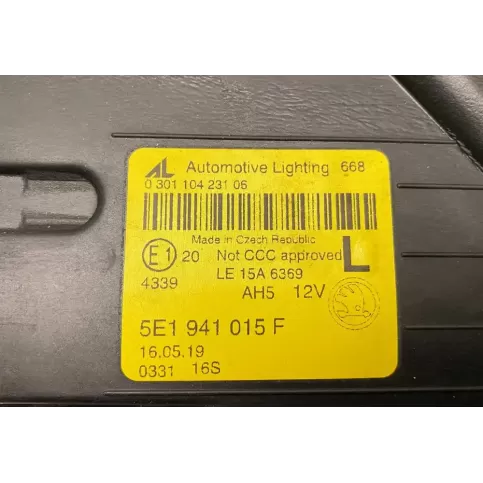 AL Automotive Lighting 668
0 301 104 231 06
Made in Czech Republic
E1 20 Not CCC approved L
4339 LE 15A 6369
AH5 12V
5E1 941 015 F
16.05.19
0331 16S